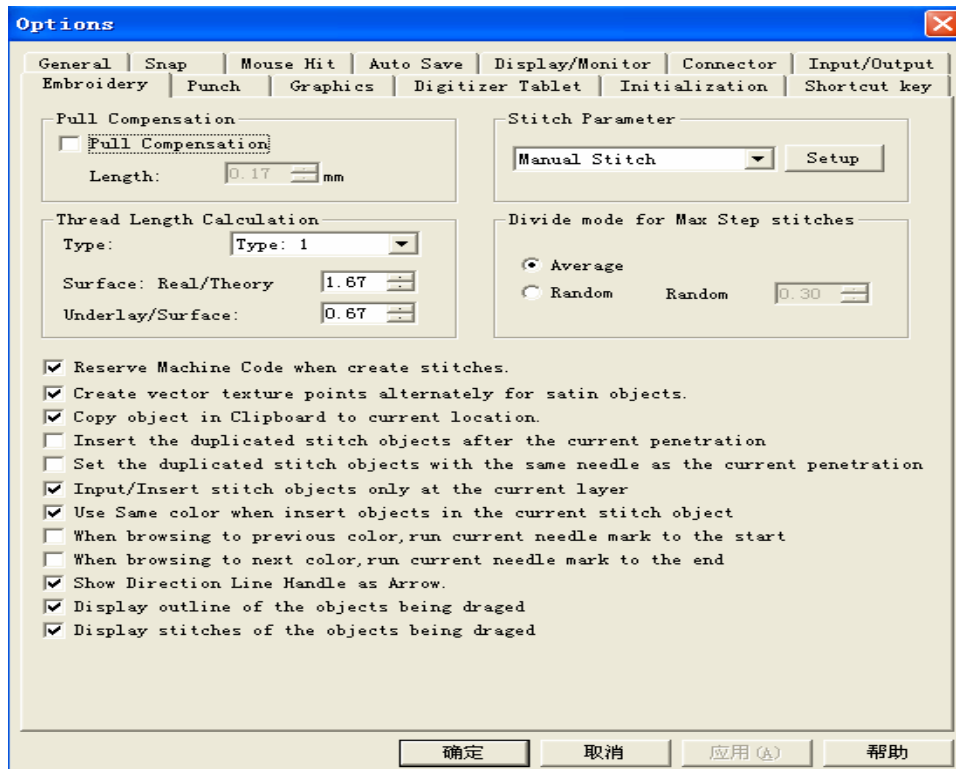 Options
General Snap Mouse Hit Auto Save Display/Monitor Connector Input/Output
Embroidery Punch Graphics Digitizer Tablet Initialization Shortcut key
Pull Compensation
Pull Compensation
Length: 0.17 mm
Stitch Parameter
Manual Stitch Setup
Thread Length Calculation
Type: Type: 1
Surface: Real/Theory 1.67
Underlay/Surface: 0.67
Divide mode for Max Step stitches
Average
Random Random 0.30
Reserve Machine Code when create stitches.
Create vector texture points alternately for satin objects.
Copy object in Clipboard to current location.
Insert the duplicated stitch objects after the current penetration
Set the duplicated stitch objects with the same needle as the current penetration
Input/Insert stitch objects only at the current layer
Use Same color when insert objects in the current stitch object
When browsing to previous color,run current needle mark to the start
When browsing to next color,run current needle mark to the end
Show Direction Line Handle as Arrow.
Display outline of the objects being draged
Display stitches of the objects being draged
确定 取消 应用(A) 帮助